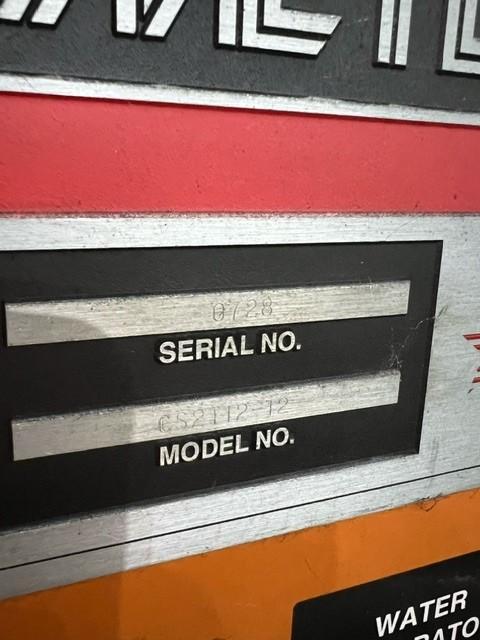 0728
SERIAL NO.
CS2112-12
MODEL NO.
WATER